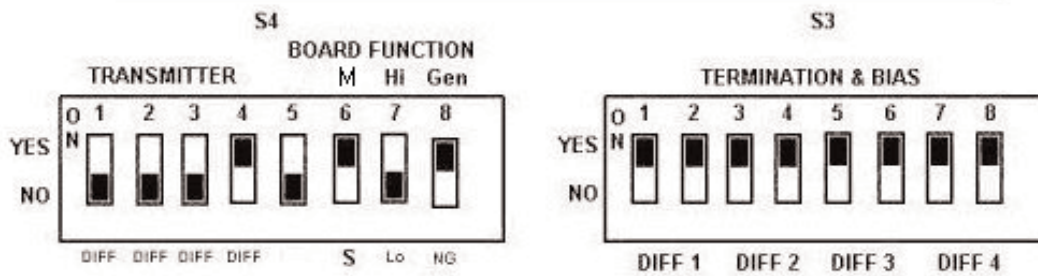 S4
BOARD FUNCTION
TRANSMITTER M Hi Gen
O 1 2 3 4 5 6 7 8
YES N
NO
DIFF DIFF DIFF DIFF S Lo NG
S3
TERMINATION & BIAS
O 1 2 3 4 5 6 7 8
YES N
NO
DIFF 1 DIFF 2 DIFF 3 DIFF 4